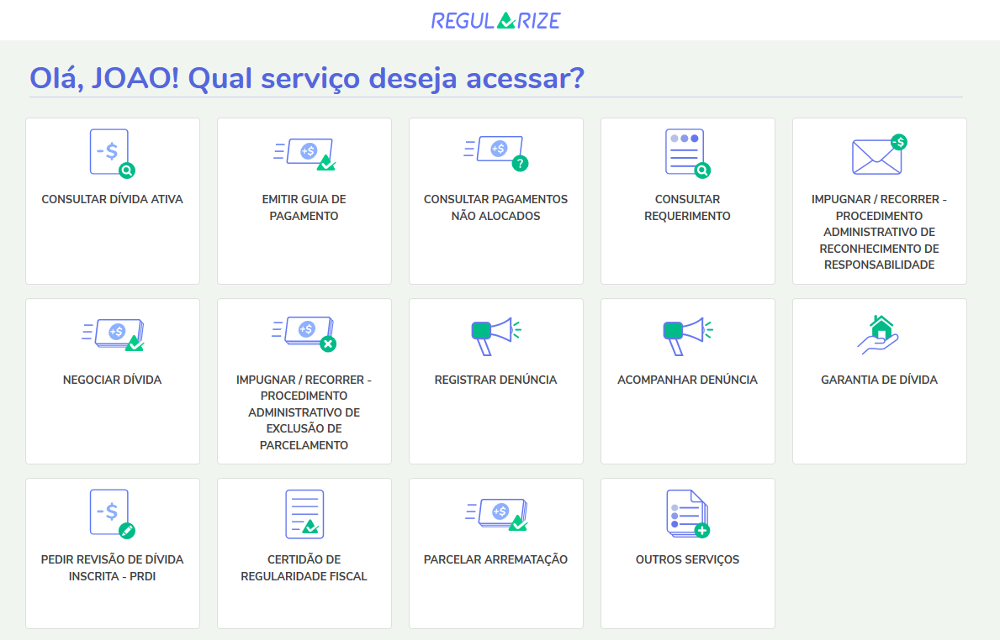 REGULARIZE
Olá, JOAO! Qual serviço deseja acessar?
-$
+$
+$
?
-$
CONSULTAR DÍVIDA ATIVA
EMITIR GUIA DE
PAGAMENTO
CONSULTAR PAGAMENTOS
NÃO ALOCADOS
CONSULTAR
REQUERIMENTO
IMPUGNAR / RECORRER -
PROCEDIMENTO
ADMINISTRATIVO DE
RECONHECIMENTO DE
RESPONSABILIDADE
+$
+$
NEGOCIAR DÍVIDA
IMPUGNAR / RECORRER -
PROCEDIMENTO
ADMINISTRATIVO DE
EXCLUSÃO DE
PARCELAMENTO
REGISTRAR DENÚNCIA
ACOMPANHAR DENÚNCIA
GARANTIA DE DÍVIDA
-$
+$
PEDIR REVISÃO DE DÍVIDA
INSCRITA - PRDI
CERTIDÃO DE
REGULARIDADE FISCAL
PARCELAR ARREMATAÇÃO
OUTROS SERVIÇOS